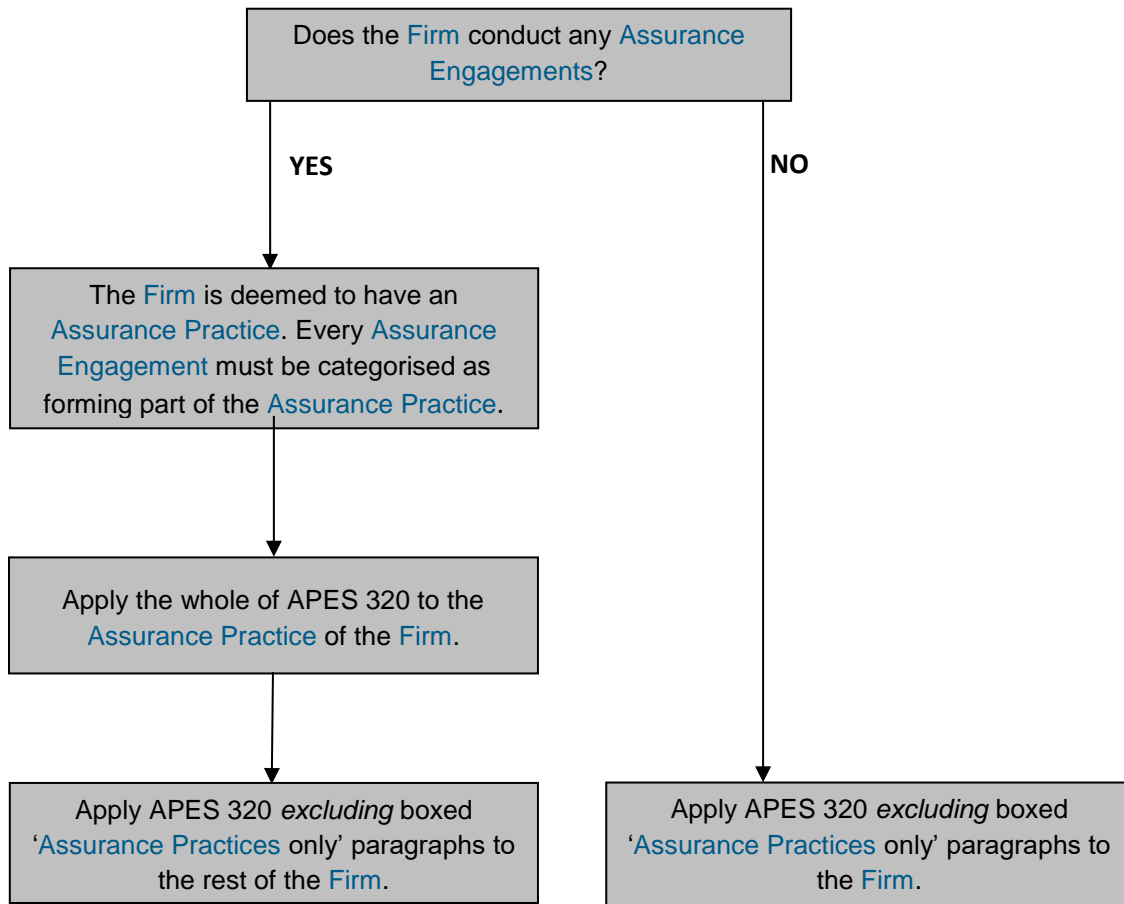 Does the Firm conduct any Assurance
Engagements?
YES
NO
The Firm is deemed to have an
Assurance Practice. Every Assurance
Engagement must be categorised as
forming part of the Assurance Practice.
Apply the whole of APES 320 to the
Assurance Practice of the Firm.
Apply APES 320 excluding boxed
‘Assurance Practices only’ paragraphs to
the rest of the Firm.
Apply APES 320 excluding boxed
‘Assurance Practices only’ paragraphs to
the Firm.